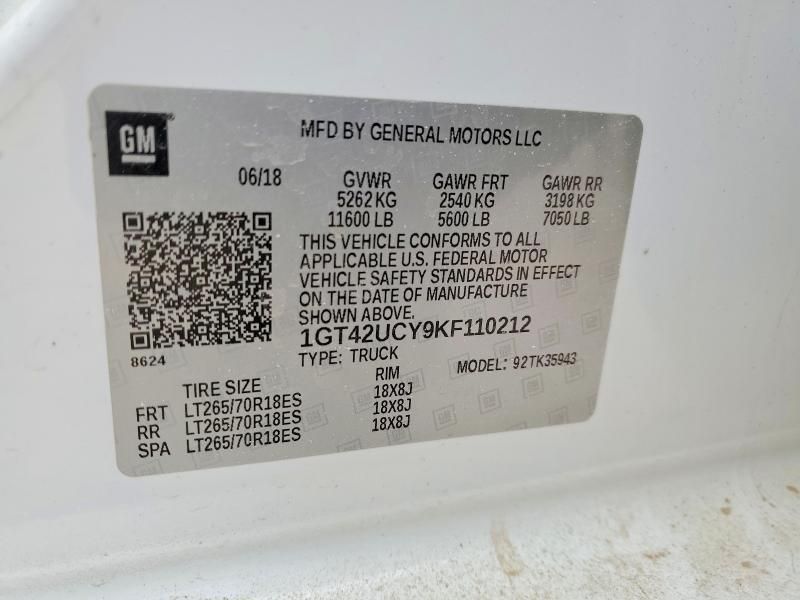 GM
MFD BY GENERAL MOTORS LLC
06/18 GVWR GAWR FRT GAWR RR
5262 KG 2540 KG 3198 KG
11600 LB 5600 LB 7050 LB
THIS VEHICLE CONFORMS TO ALL
APPLICABLE U.S. FEDERAL MOTOR
VEHICLE SAFETY STANDARDS IN EFFECT
ON THE DATE OF MANUFACTURE
SHOWN ABOVE.
8624
1GT42UCY9KF110212
TYPE: TRUCK MODEL: 92TK35943
TIRE SIZE RIM
FRT LT265/70R18ES 18X8J
RR LT265/70R18ES 18X8J
SPA LT265/70R18ES 18X8J